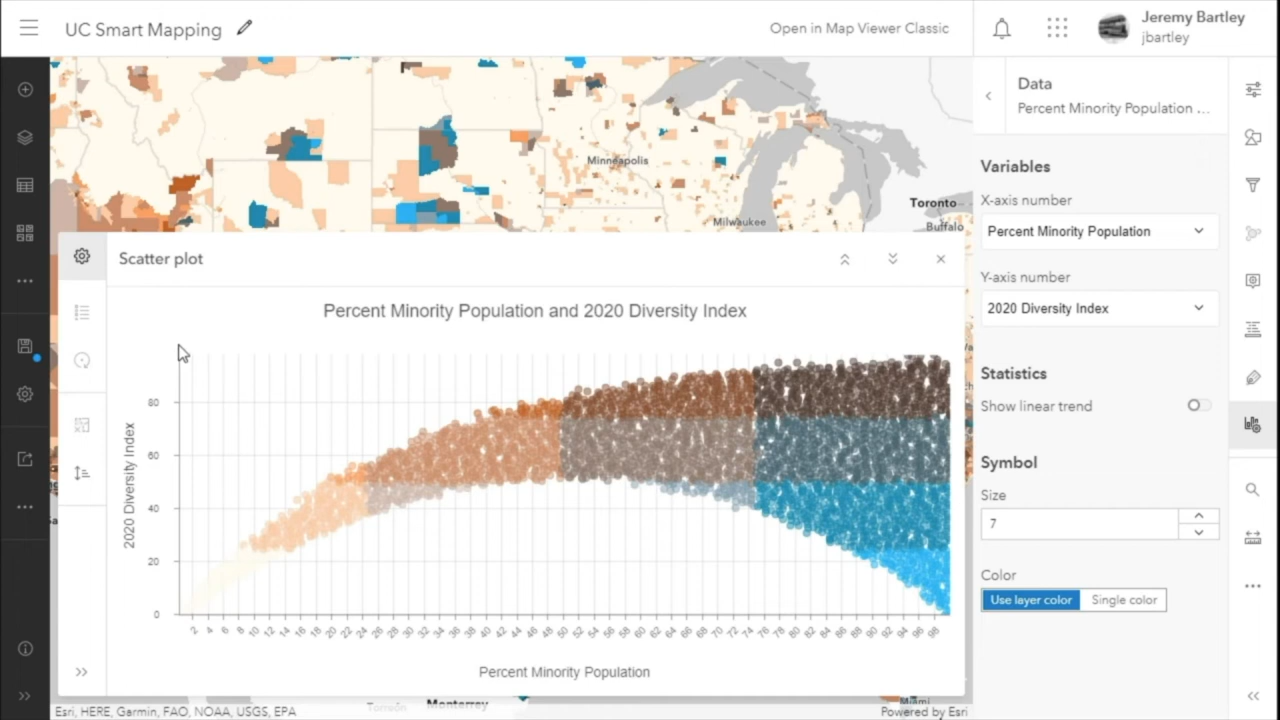 UC Smart Mapping
Open in Map Viewer Classic
Jeremy Bartley
jbartley
Minneapolis
Milwaukee
Toronto
Buffalo
Scatter plot
Percent Minority Population and 2020 Diversity Index
2020 Diversity Index
80
60
40
20
0
2 4 6 8 10 12 14 16 18 20 22 24 26 28 30 32 34 36 38 40 42 44 46 48 50 52 54 56 58 60 62 64 66 68 70 72 74 76 78 80 82 84 86 88 90 92 94 96 98
Percent Minority Population
Torreón
Monterrey
Miami
Esri, HERE, Garmin, FAO, NOAA, USGS, EPA
Powered by Esri
Data
Percent Minority Population ...
Variables
X-axis number
Percent Minority Population
Y-axis number
2020 Diversity Index
Statistics
Show linear trend
Symbol
Size
7
Color
Use layer color
Single color